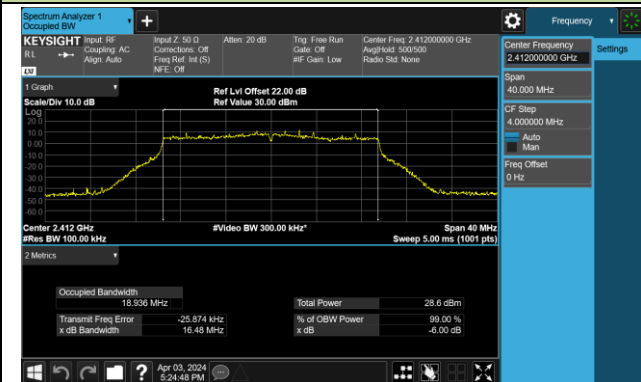 Spectrum Analyzer 1
Occupied BW
Frequency
KEYSIGHT
RL
LXI
Input: RF
Coupling: AC
Align: Auto
Input Z: 50 Ω
Corrections: Off
Freq Ref: Int (S)
NFE: Off
Atten: 20 dB
Trig: Free Run
Gate: Off
#IF Gain: Low
Center Freq: 2.412000000 GHz
Avg|Hold: 500/500
Radio Std: None
Center Frequency
2.412000000 GHz
Settings
Span
40.000 MHz
CF Step
4.000000 MHz
Auto
Man
Freq Offset
0 Hz
1 Graph
Scale/Div 10.0 dB
Ref Lvl Offset 22.00 dB
Ref Value 30.00 dBm
Log
20.0
10.0
0.00
-10.0
-20.0
-30.0
-40.0
-50.0
-60.0
Center 2.412 GHz
#Res BW 100.00 kHz
#Video BW 300.00 kHz*
Span 40 MHz
Sweep 5.00 ms (1001 pts)
2 Metrics
Occupied Bandwidth
18.936 MHz
Total Power 28.6 dBm
Transmit Freq Error -25.874 kHz % of OBW Power 99.00 %
x dB Bandwidth 16.48 MHz x dB -6.00 dB
Apr 03, 2024
5:24:48 PM